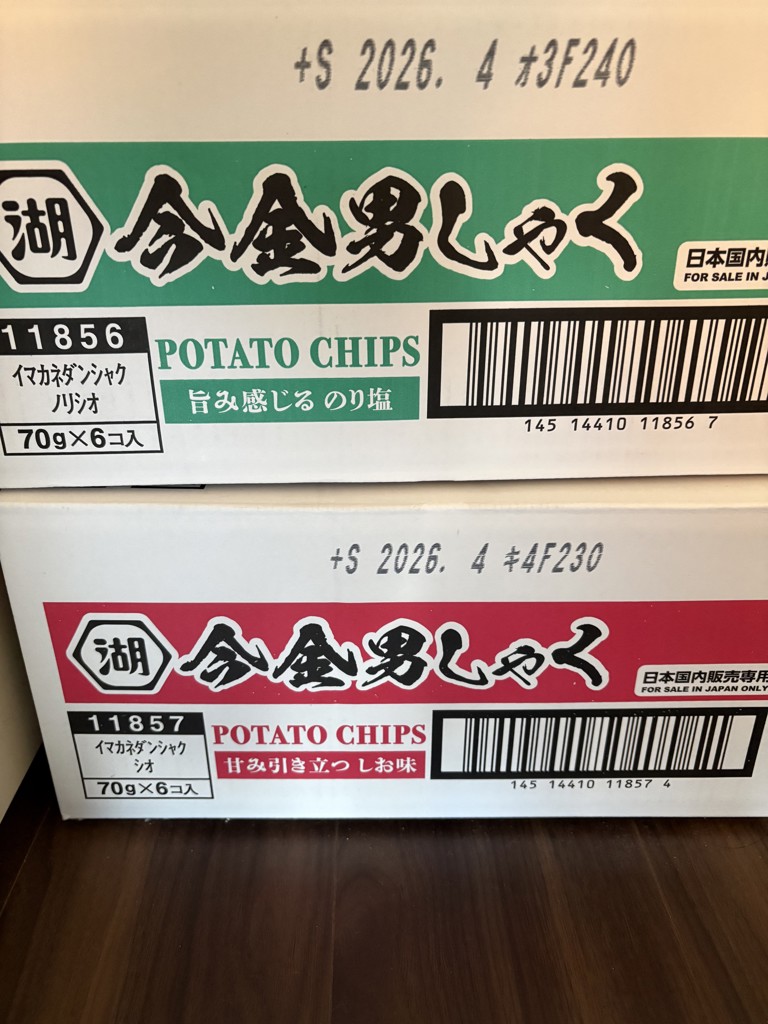 +S 2026. 4 オ3F240
湖 今金男しゃく
日本国内
FOR SALE IN
11856
イマカネダンシャク
ノリシオ
70g×6コ入
POTATO CHIPS
旨み感じる のり塩
145 14410 11856 7
+S 2026. 4 キ4F230
湖 今金男しゃく
日本国内販売専用
FOR SALE IN JAPAN ONLY
11857
イマカネダンシャク
シオ
70g×6コ入
POTATO CHIPS
甘み引き立つ しお味
145 14410 11857 4